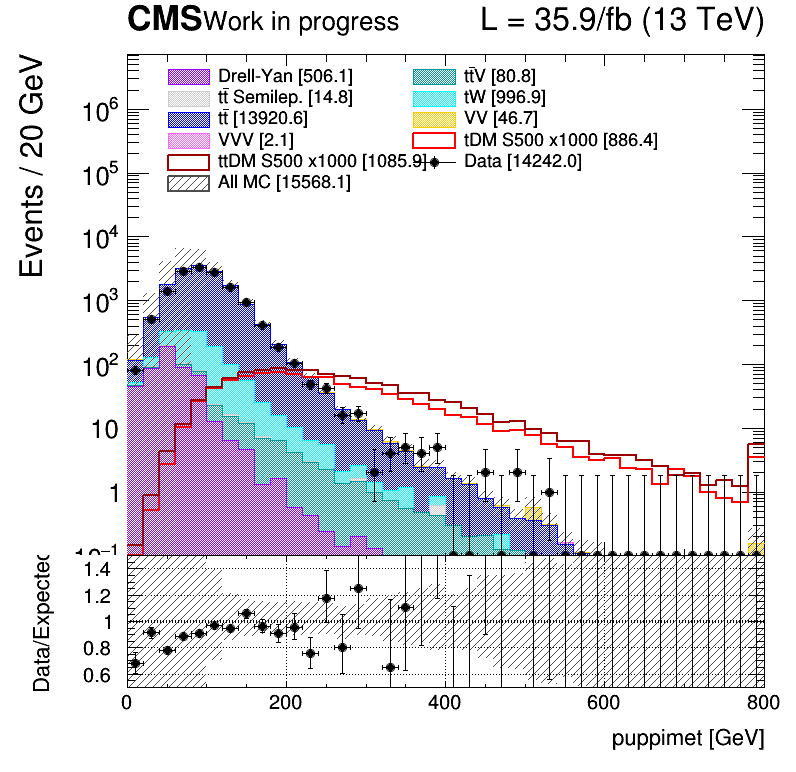 CMS Work in progress L = 35.9/fb (13 TeV)
Events / 20 GeV
Drell-Yan [506.1] tt̄V [80.8]
tt̄ Semilep. [14.8] tW [996.9]
tt̄ [13920.6] VV [46.7]
VVV [2.1] tDM S500 x1000 [886.4]
ttDM S500 x1000 [1085.9] Data [14242.0]
All MC [15568.1]
10⁶
10⁵
10⁴
10³
10²
10
1
10⁻¹
Data/Expected
1.4
1.2
1
0.8
0.6
0 200 400 600 800
puppimet [GeV]